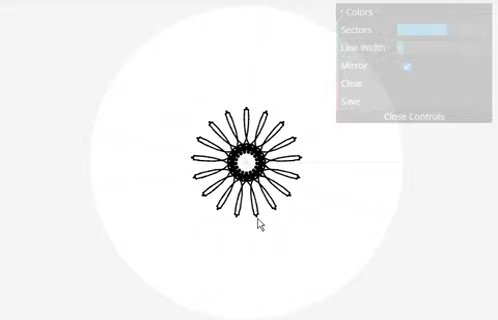 Colors
Sectors
Line Width
Mirror
Clear
Save
Close Controls